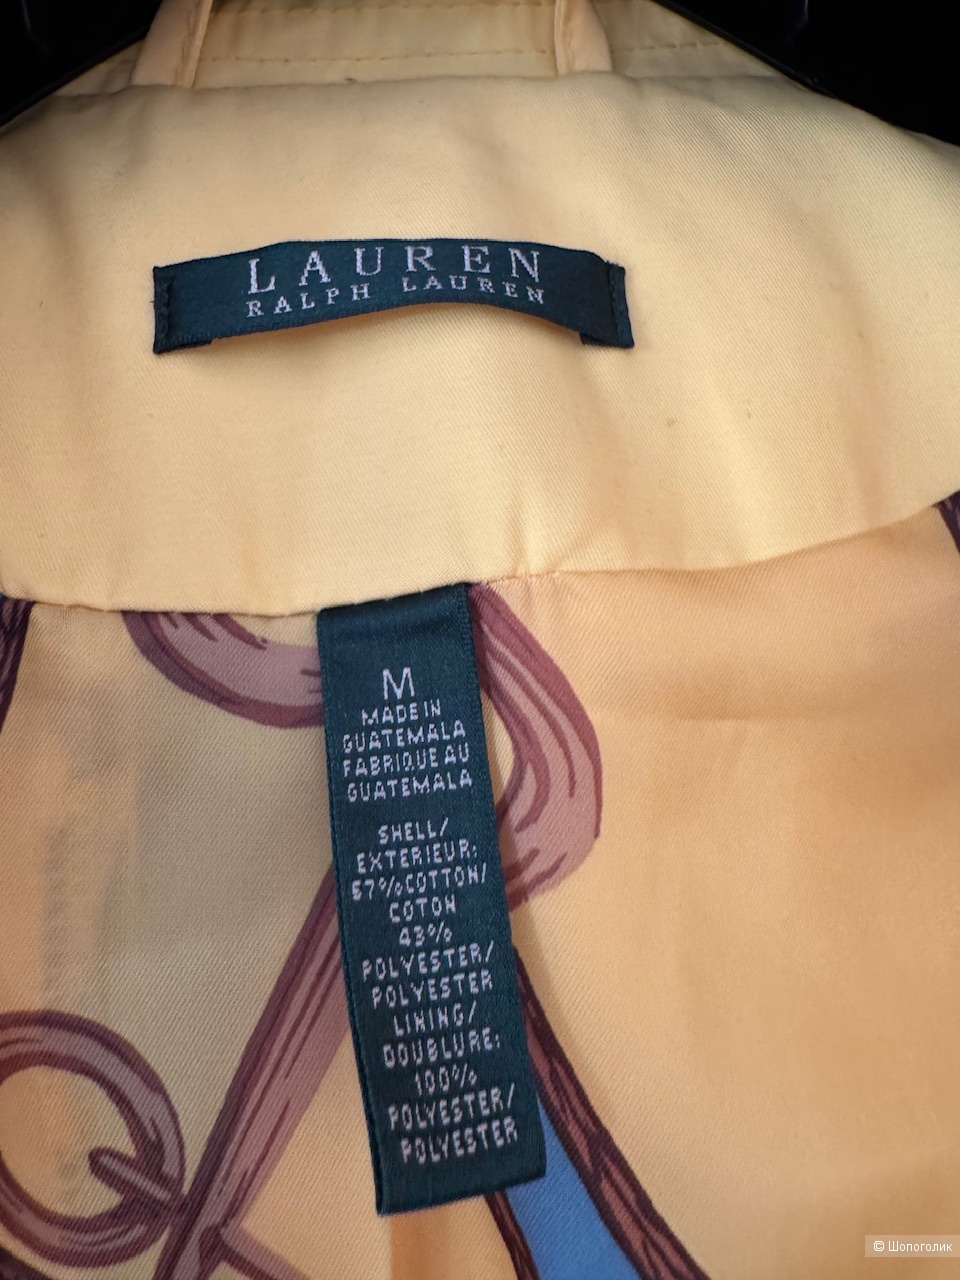 LAUREN
RALPH LAUREN
M
MADE IN
GUATEMALA
FABRIQUE AU
GUATEMALA
SHELL/
EXTERIEUR:
57%COTTON/
COTON
43%
POLYESTER/
POLYESTER
LINING/
DOUBLURE:
100%
POLYESTER/
POLYESTER
© Шопоголик